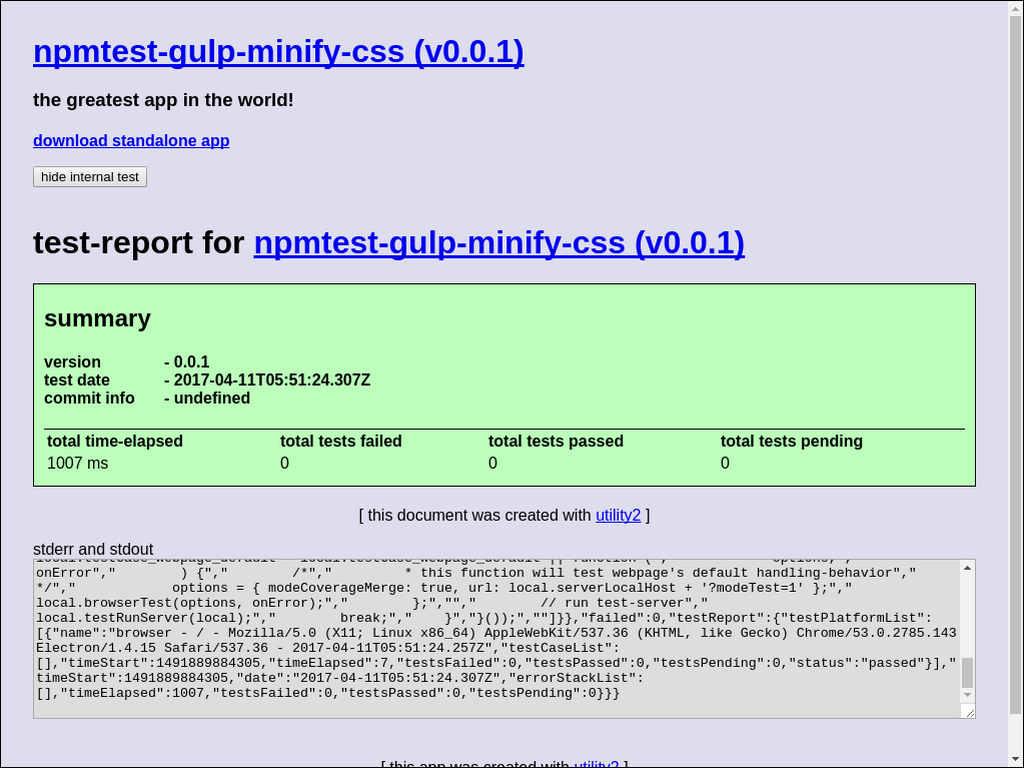 npmtest-gulp-minify-css (v0.0.1)
the greatest app in the world!
download standalone app
hide internal test
test-report for npmtest-gulp-minify-css (v0.0.1)
summary
version - 0.0.1
test date - 2017-04-11T05:51:24.307Z
commit info - undefined
total time-elapsed total tests failed total tests passed total tests pending
1007 ms 0 0 0
[ this document was created with utility2 ]
stderr and stdout
local.testCase_webpage_default = local.testCase_webpage_default || function ("," options,","
onError"," ) {"," /*"," * this function will test webpage's default handling-behavior","
*/"," options = { modeCoverageMerge: true, url: local.serverLocalHost + '?modeTest=1' };","
local.browserTest(options, onError);"," };",""," // run test-server","
local.testRunServer(local);"," break;"," }","}());",""]}},"failed":0,"testReport":{"testPlatformList":
[{"name":"browser - / - Mozilla/5.0 (X11; Linux x86_64) AppleWebKit/537.36 (KHTML, like Gecko) Chrome/53.0.2785.143
Electron/1.4.15 Safari/537.36 - 2017-04-11T05:51:24.257Z","testCaseList":
[],"timeStart":1491889884305,"timeElapsed":7,"testsFailed":0,"testsPassed":0,"testsPending":0,"status":"passed"}],"
timeStart":1491889884305,"date":"2017-04-11T05:51:24.307Z","errorStackList":
[],"timeElapsed":1007,"testsFailed":0,"testsPassed":0,"testsPending":0}}}
[ this app was created with utility2 ]